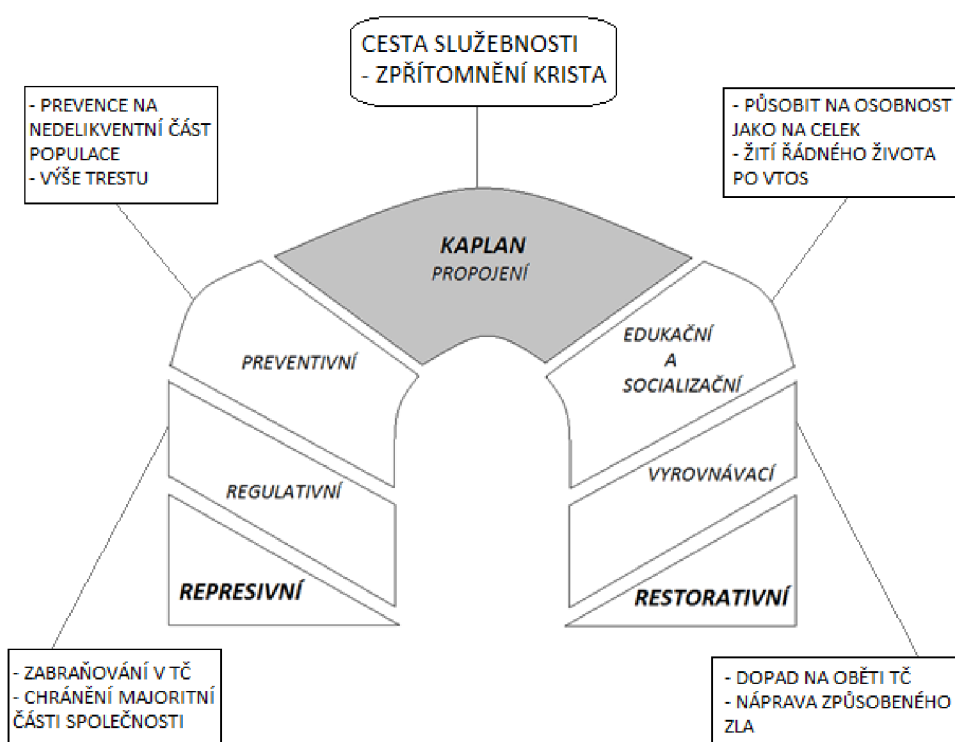 CESTA SLUŽEBNOSTI
- ZPŘÍTOMNĚNÍ KRISTA
- PREVENCE NA
NEDELIKVENTNÍ ČÁST
POPULACE
- VÝŠE TRESTU
- PŮSOBIT NA OSOBNOST
JAKO NA CELEK
- ŽITÍ ŘÁDNÉHO ŽIVOTA
PO VTOS
KAPLAN
PROPOJENÍ
PREVENTIVNÍ
EDUKAČNÍ
A
SOCIALIZAČNÍ
REGULATIVNÍ
VYROVNÁVACÍ
REPRESIVNÍ
RESTORATIVNÍ
- ZABRAŇOVÁNÍ V TČ
- CHRÁNĚNÍ MAJORITNÍ
ČÁSTI SPOLEČNOSTI
- DOPAD NA OBĚTI TČ
- NÁPRAVA ZPŮSOBENÉHO
ZLA